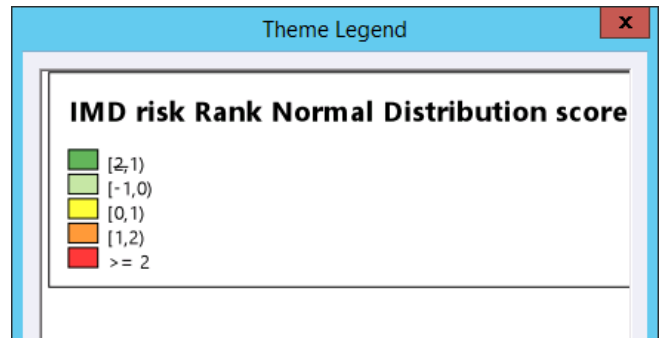 Theme Legend
x
IMD risk Rank Normal Distribution score
[2,1)
[-1,0)
[0,1)
[1,2)
>= 2